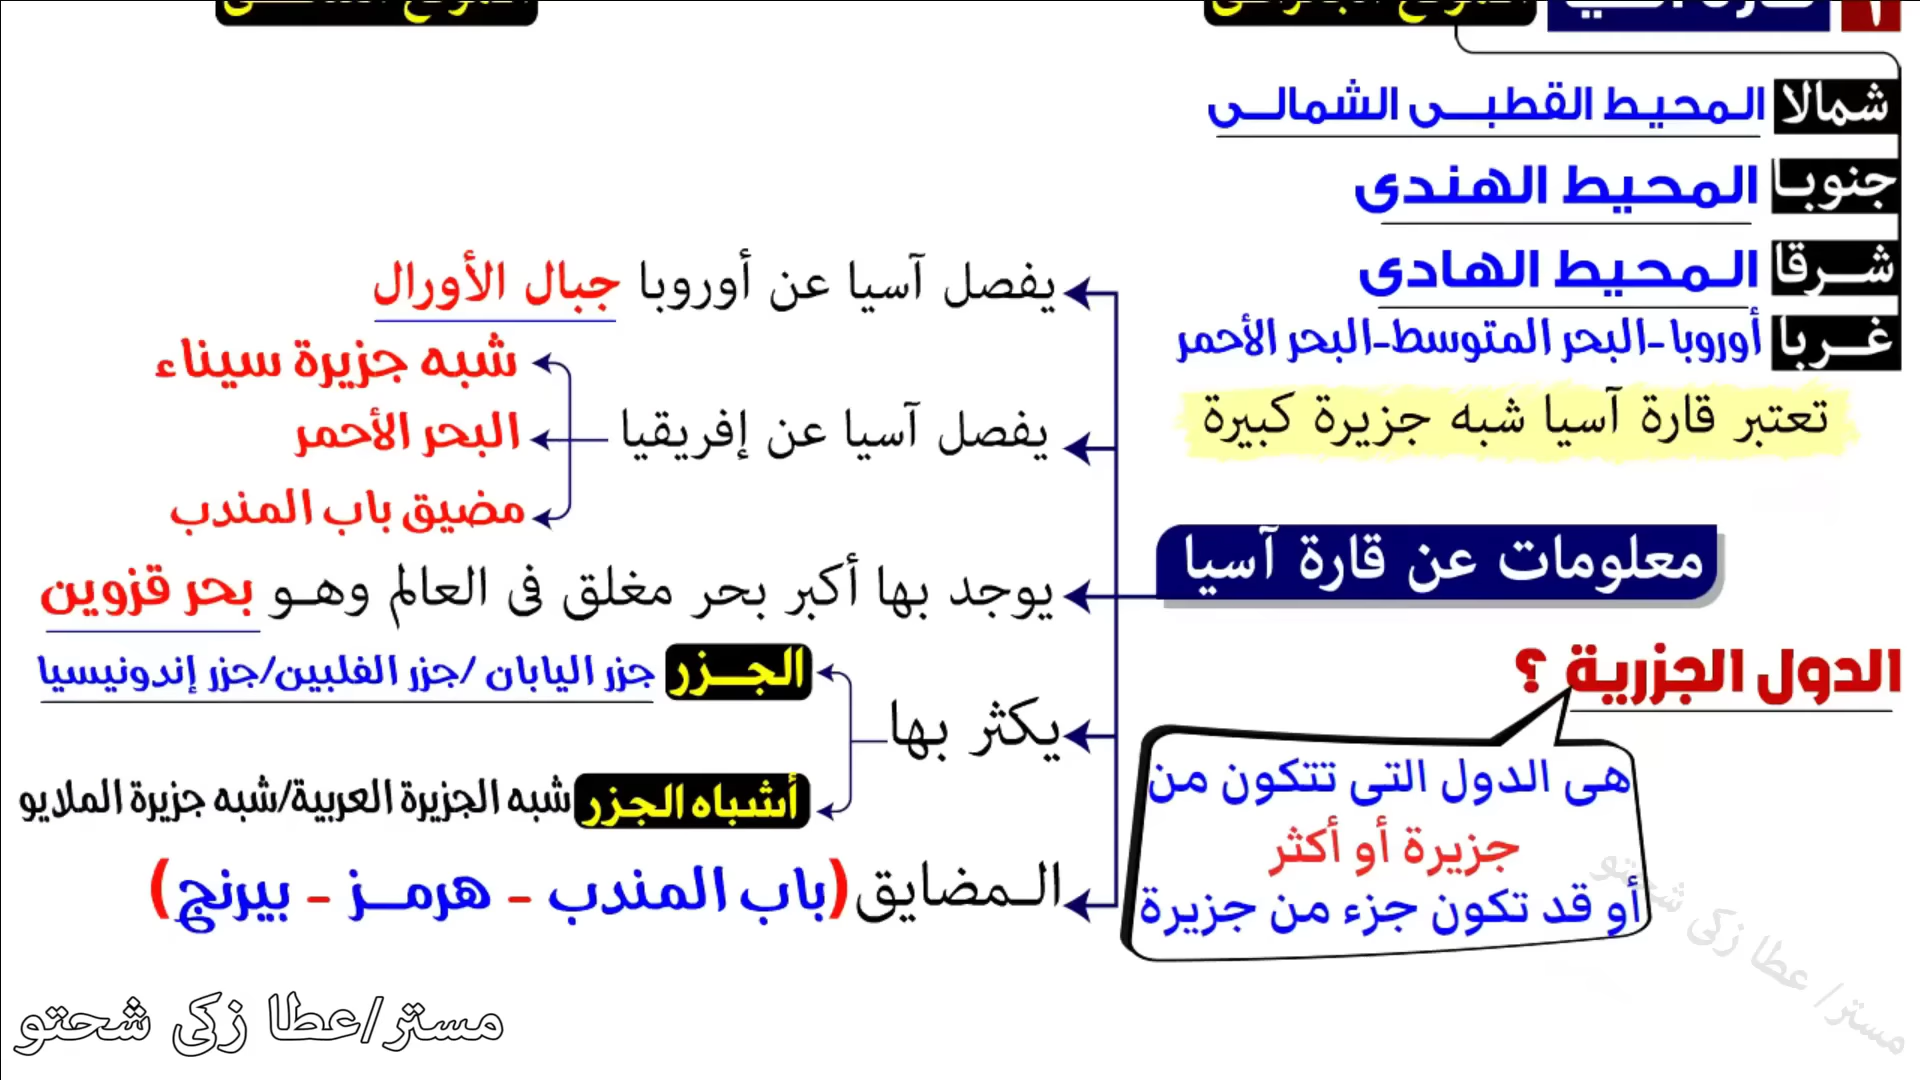 ١ قارة آسيا
الموقع الجغرافى
شمالا المحيط القطبى الشمالى
جنوبا المحيط الهندى
شرقا المحيط الهادى
غربا أوروبا-البحر المتوسط-البحر الأحمر
تعتبر قارة آسيا شبه جزيرة كبيرة
معلومات عن قارة آسيا
يفصل آسيا عن أوروبا جبال الأورال
يفصل آسيا عن إفريقيا
شبه جزيرة سيناء
البحر الأحمر
مضيق باب المندب
يوجد بها أكبر بحر مغلق فى العالم وهو بحر قزوين
يكثر بها
الجزر جزر اليابان /جزر الفلبين/جزر إندونيسيا
أشباه الجزر شبه الجزيرة العربية/شبه جزيرة الملايو
المضايق (باب المندب - هرمز - بيرنج)
الدول الجزرية ؟
هى الدول التى تتكون من
جزيرة أو أكثر
أو قد تكون جزء من جزيرة
مستر/عطا زكى شحتو
مستر/ عطا زكى شحتو